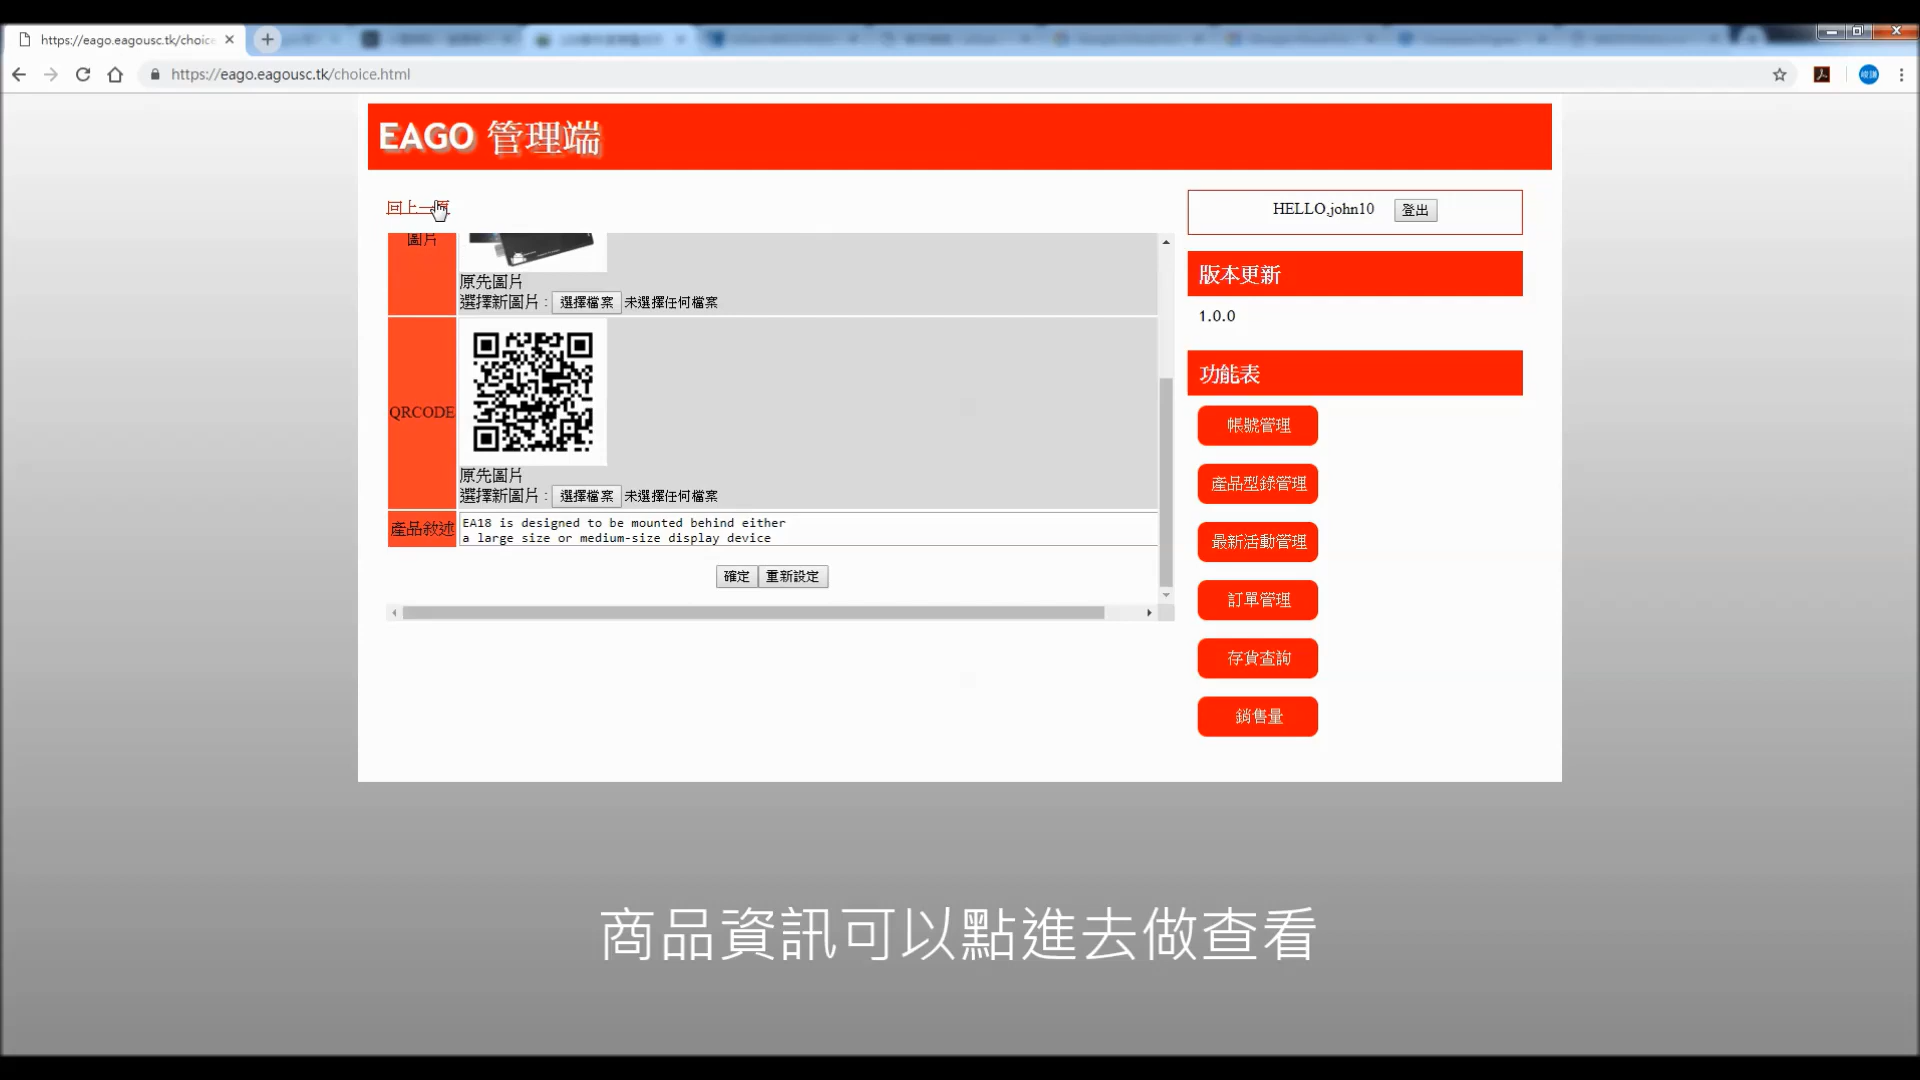 https://eago.eagousc.tk/choice
https://eago.eagousc.tk/choice.html
EAGO 管理端
回上一頁
HELLO,john10 登出
圖片
原先圖片
選擇新圖片 : 選擇檔案 未選擇任何檔案
QRCODE
原先圖片
選擇新圖片 : 選擇檔案 未選擇任何檔案
產品敘述
EA18 is designed to be mounted behind either
a large size or medium-size display device
確定 重新設定
版本更新
1.0.0
功能表
帳號管理
產品型錄管理
最新活動管理
訂單管理
存貨查詢
銷售量
商品資訊可以點進去做查看